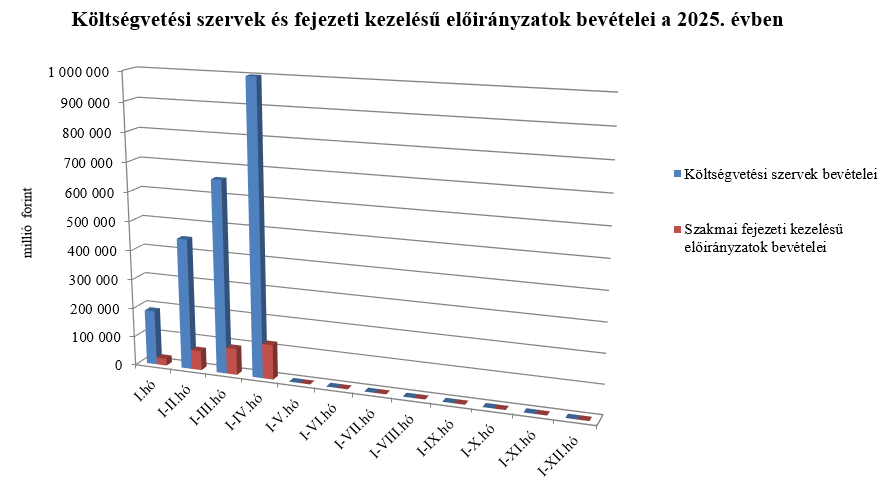 Költségvetési szervek és fejezeti kezelésű előirányzatok bevételei a 2025. évben
1 000 000
900 000
800 000
700 000
600 000
500 000
400 000
300 000
200 000
100 000
0
millió forint
I.hó
I-II.hó
I-III.hó
I-IV.hó
I-V.hó
I-VI.hó
I-VII.hó
I-VIII.hó
I-IX.hó
I-X.hó
I-XI.hó
I-XII.hó
Költségvetési szervek bevételei
Szakmai fejezeti kezelésű
előirányzatok bevételei